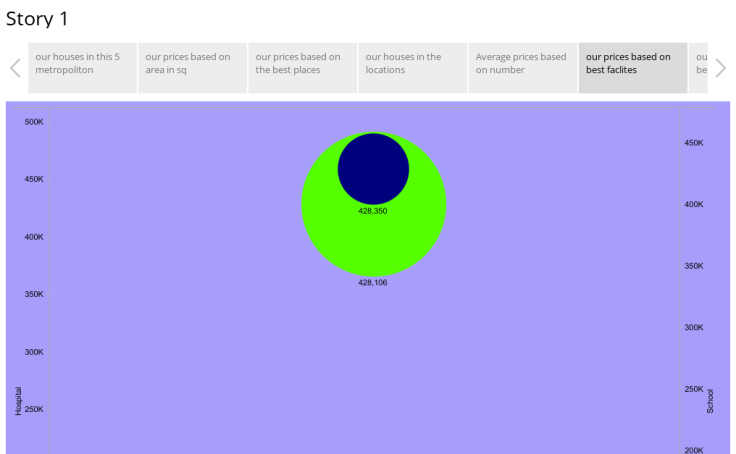 Story 1
our houses in this 5
metropoliton
our prices based on
area in sq
our prices based on
the best places
our houses in the
locations
Average prices based
on number
our prices based on
best faclites
ou
be
500K
450K
400K
350K
300K
250K
Hospital
428,350
428,106
450K
400K
350K
300K
250K
200K
School